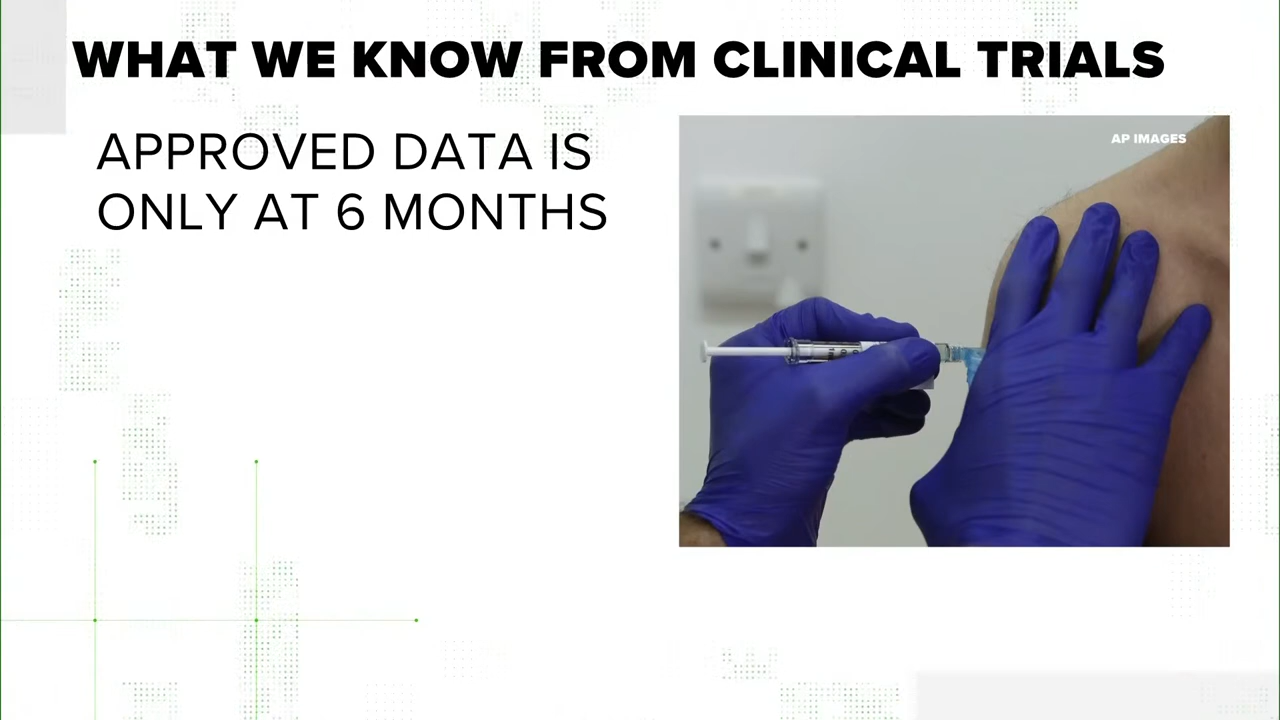 WHAT WE KNOW FROM CLINICAL TRIALS
APPROVED DATA IS
ONLY AT 6 MONTHS
AP IMAGES